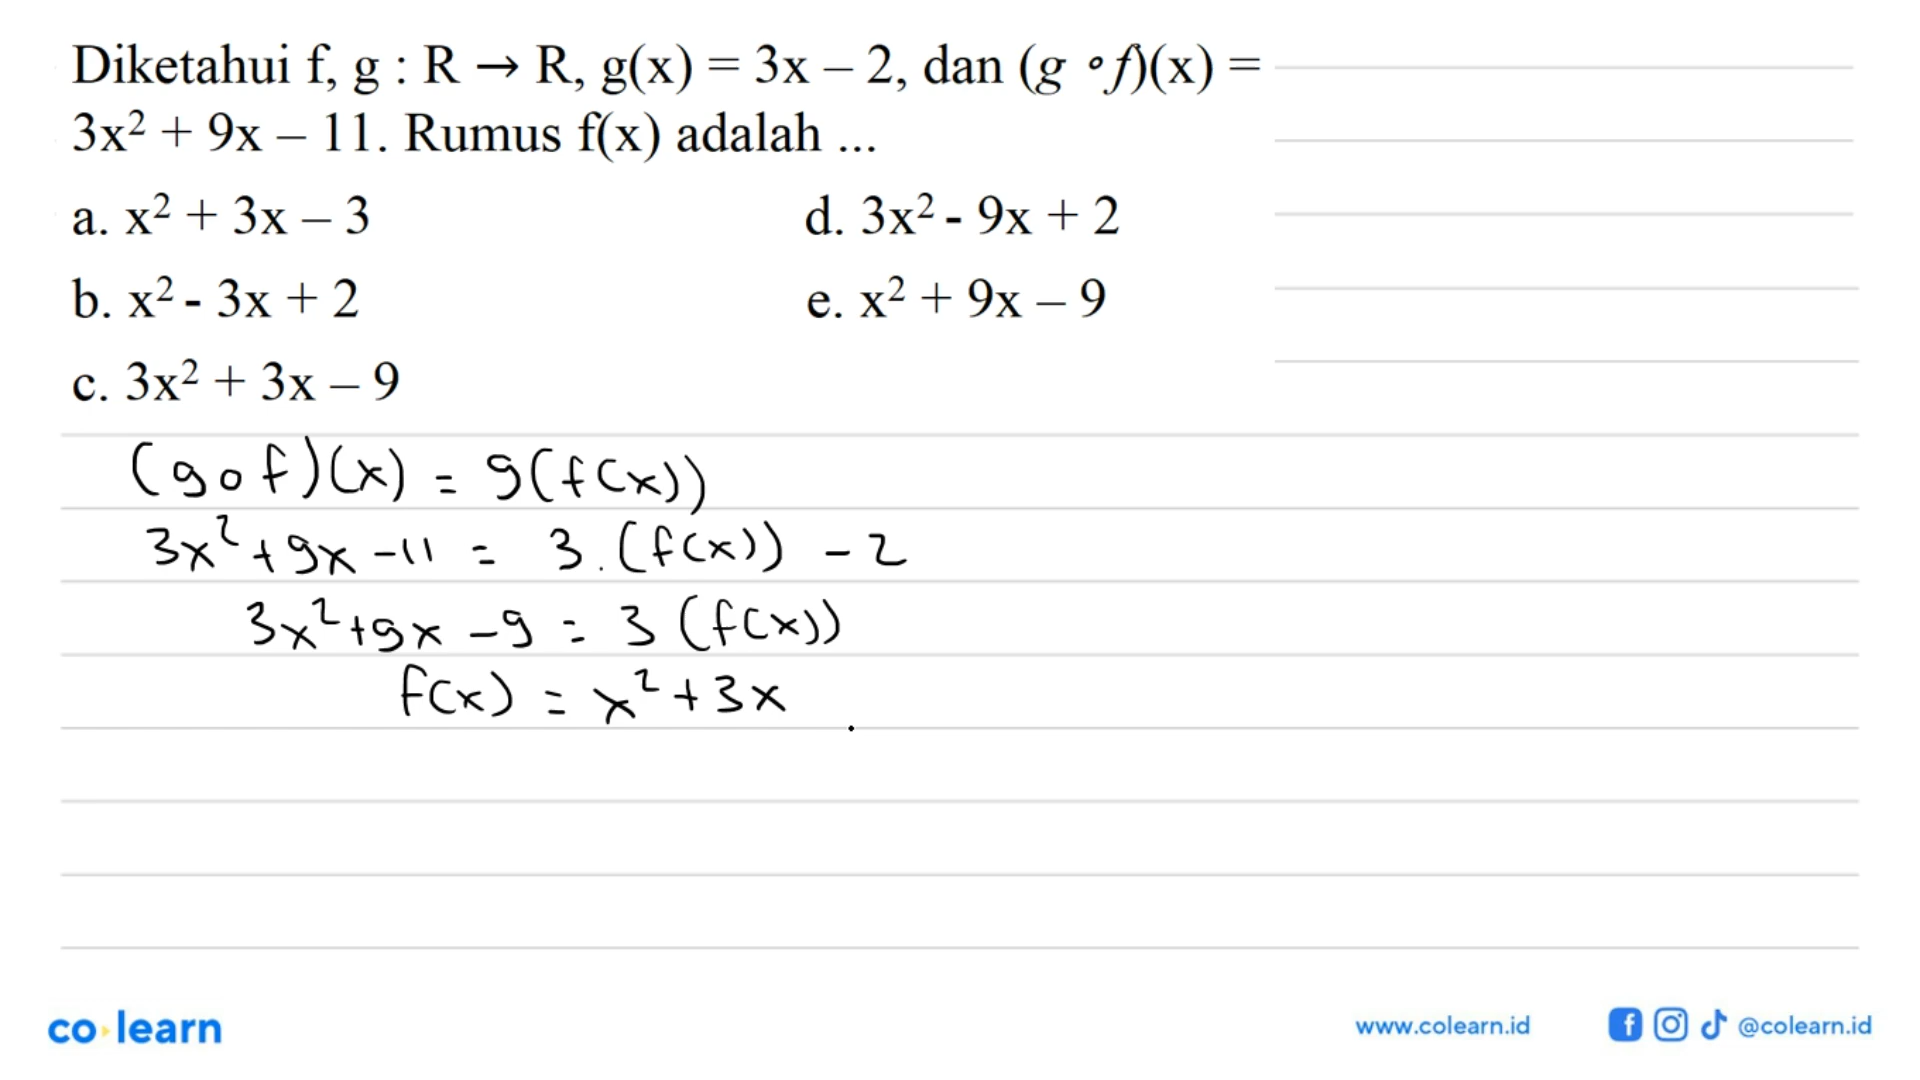 Diketahui f, g : R → R, g(x) = 3x – 2, dan (g ∘ f)(x) =
3x² + 9x – 11. Rumus f(x) adalah ...
a. x² + 3x – 3
d. 3x² - 9x + 2
b. x² - 3x + 2
e. x² + 9x – 9
c. 3x² + 3x – 9
(g o f)(x) = g(f(x))
3x² + 9x - 11 = 3 . (f(x)) - 2
3x² + 9x - 9 = 3 (f(x))
f(x) = x² + 3x
co learn
www.colearn.id
@colearn.id